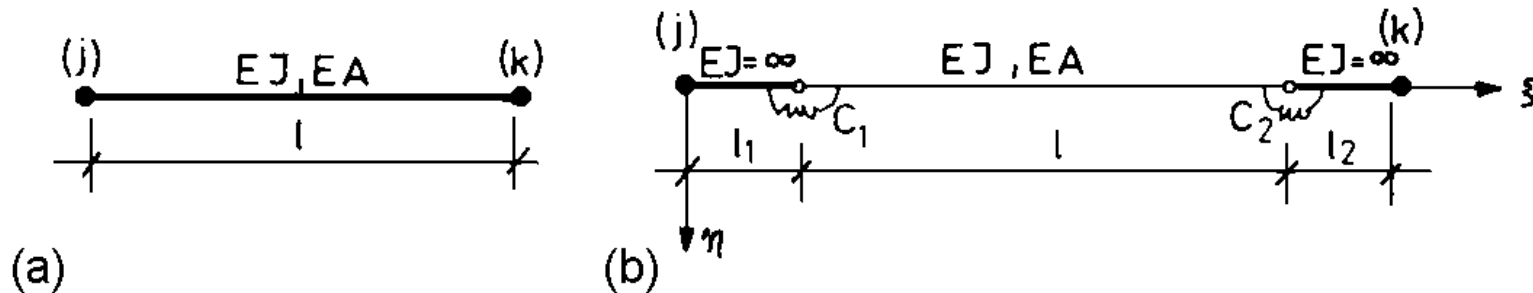 (j) (k)
EJ, EA
l
(a)
(j) (k)
EJ=∞ EJ, EA EJ=∞
ξ
C1 C2
l1 l l2
η
(b)